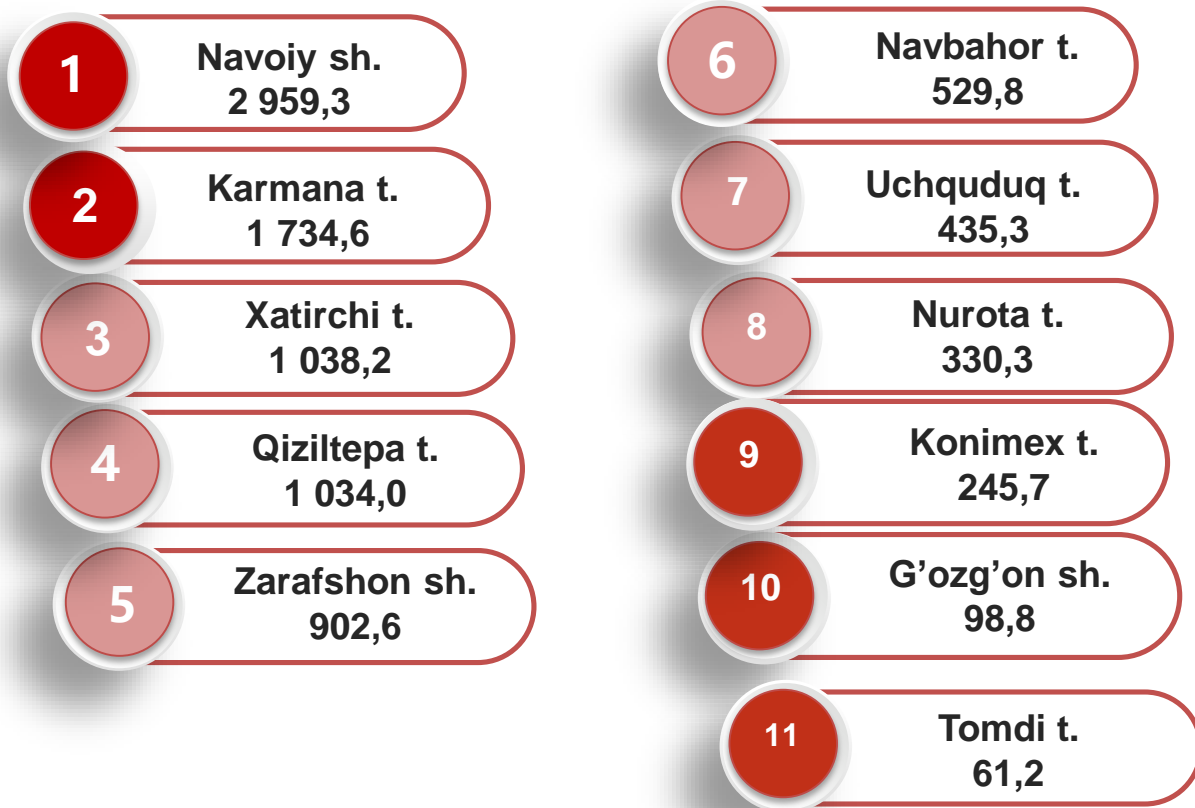 1
Navoiy sh.
2 959,3
2
Karmana t.
1 734,6
3
Xatirchi t.
1 038,2
4
Qiziltepa t.
1 034,0
5
Zarafshon sh.
902,6
6
Navbahor t.
529,8
7
Uchquduq t.
435,3
8
Nurota t.
330,3
9
Konimex t.
245,7
10
G’ozg’on sh.
98,8
11
Tomdi t.
61,2